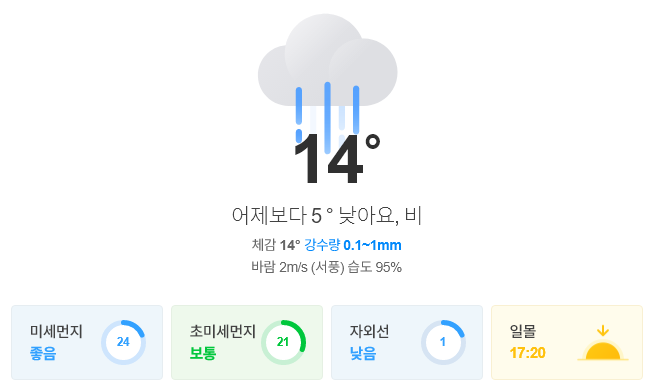 14°
어제보다 5° 낮아요, 비
체감 14° 강수량 0.1~1mm
바람 2m/s (서풍) 습도 95%
미세먼지
좋음
24
초미세먼지
보통
21
자외선
낮음
1
일몰
17:20